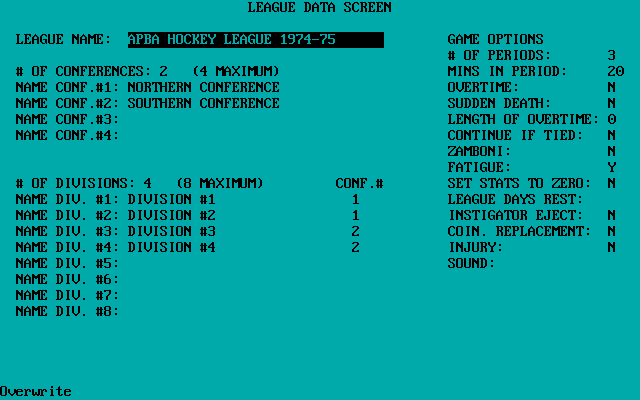 LEAGUE DATA SCREEN
LEAGUE NAME: APBA HOCKEY LEAGUE 1974-75
# OF CONFERENCES: 2 (4 MAXIMUM)
NAME CONF.#1: NORTHERN CONFERENCE
NAME CONF.#2: SOUTHERN CONFERENCE
NAME CONF.#3:
NAME CONF.#4:
# OF DIVISIONS: 4 (8 MAXIMUM) CONF.#
NAME DIV. #1: DIVISION #1 1
NAME DIV. #2: DIVISION #2 1
NAME DIV. #3: DIVISION #3 2
NAME DIV. #4: DIVISION #4 2
NAME DIV. #5:
NAME DIV. #6:
NAME DIV. #7:
NAME DIV. #8:
GAME OPTIONS
# OF PERIODS: 3
MINS IN PERIOD: 20
OVERTIME: N
SUDDEN DEATH: N
LENGTH OF OVERTIME: 0
CONTINUE IF TIED: N
ZAMBONI: N
FATIGUE: Y
SET STATS TO ZERO: N
LEAGUE DAYS REST:
INSTIGATOR EJECT: N
COIN. REPLACEMENT: N
INJURY: N
SOUND:
Overwrite